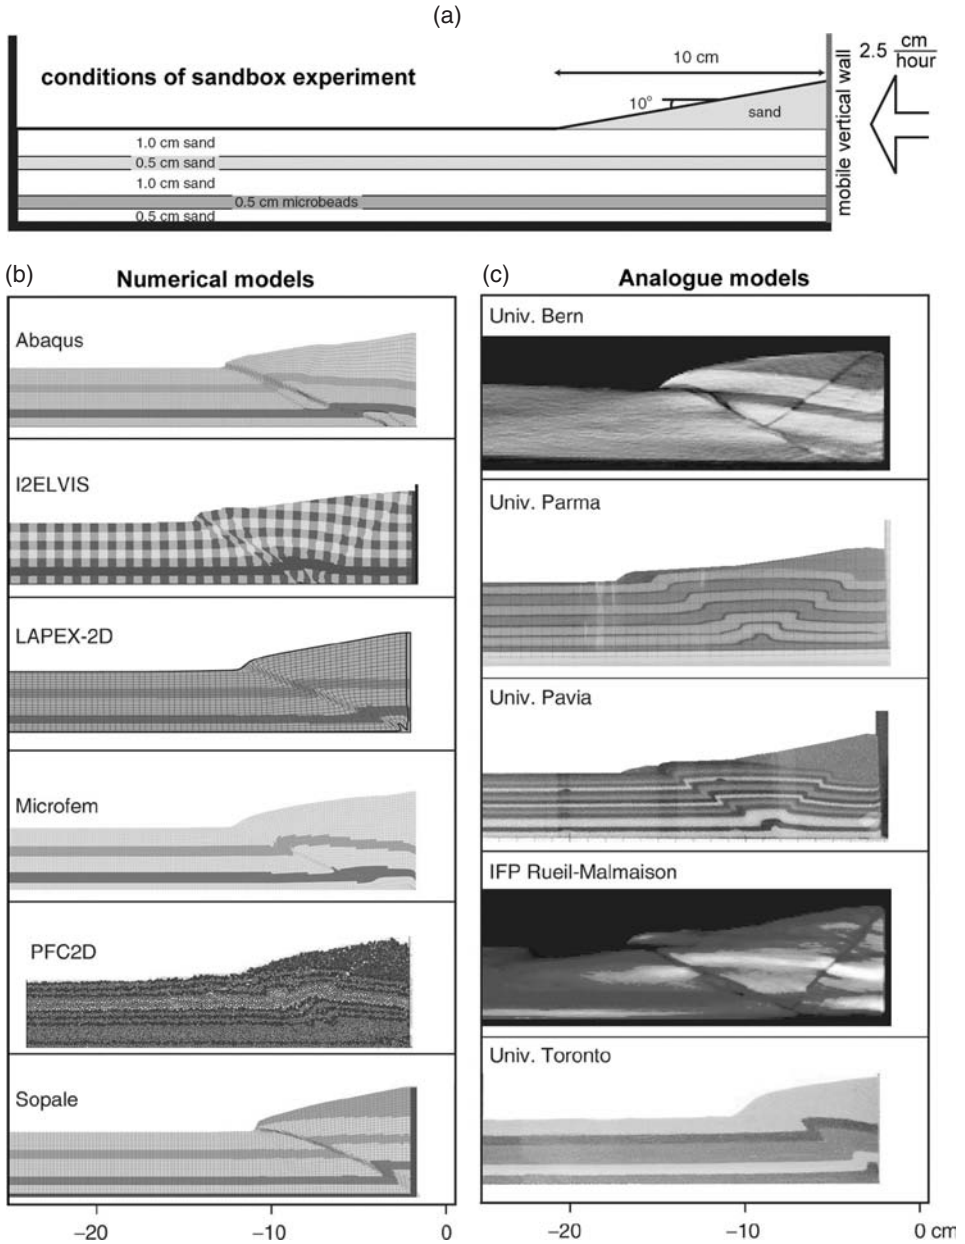 (a)
conditions of sandbox experiment
10 cm
2.5 cm/hour
10°
sand
mobile vertical wall
1.0 cm sand
0.5 cm sand
1.0 cm sand
0.5 cm microbeads
0.5 cm sand
(b)
Numerical models
Abaqus
I2ELVIS
LAPEX-2D
Microfem
PFC2D
Sopale
−20
−10
0
(c)
Analogue models
Univ. Bern
Univ. Parma
Univ. Pavia
IFP Rueil-Malmaison
Univ. Toronto
−20
−10
0 cm